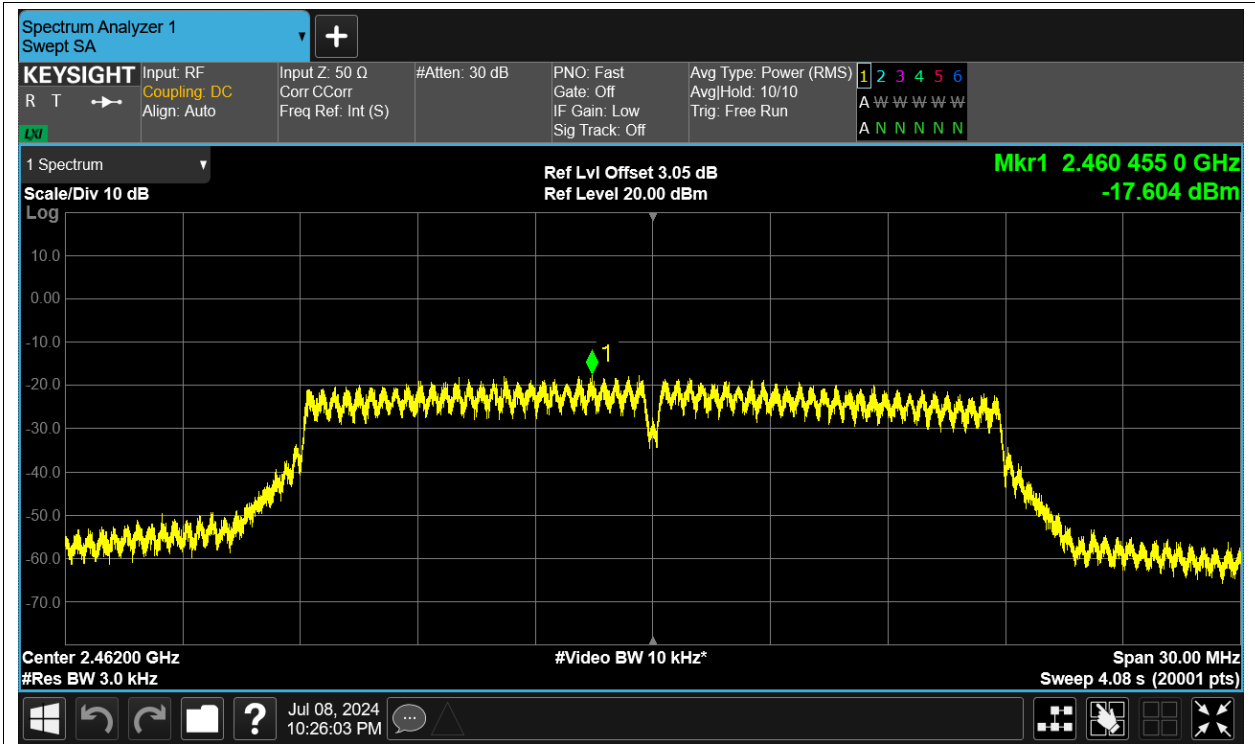 Spectrum Analyzer 1
Swept SA
KEYSIGHT
R T
LXI
Input: RF
Coupling: DC
Align: Auto
Input Z: 50 Ω
Corr CCorr
Freq Ref: Int (S)
#Atten: 30 dB
PNO: Fast
Gate: Off
IF Gain: Low
Sig Track: Off
Avg Type: Power (RMS)
Avg|Hold: 10/10
Trig: Free Run
1 2 3 4 5 6
A W W W W W
A N N N N N
1 Spectrum
Scale/Div 10 dB
Log
Ref Lvl Offset 3.05 dB
Ref Level 20.00 dBm
Mkr1 2.460 455 0 GHz
-17.604 dBm
10.0
0.00
-10.0
1
-20.0
-30.0
-40.0
-50.0
-60.0
-70.0
Center 2.46200 GHz
#Res BW 3.0 kHz
#Video BW 10 kHz*
Span 30.00 MHz
Sweep 4.08 s (20001 pts)
?
Jul 08, 2024
10:26:03 PM